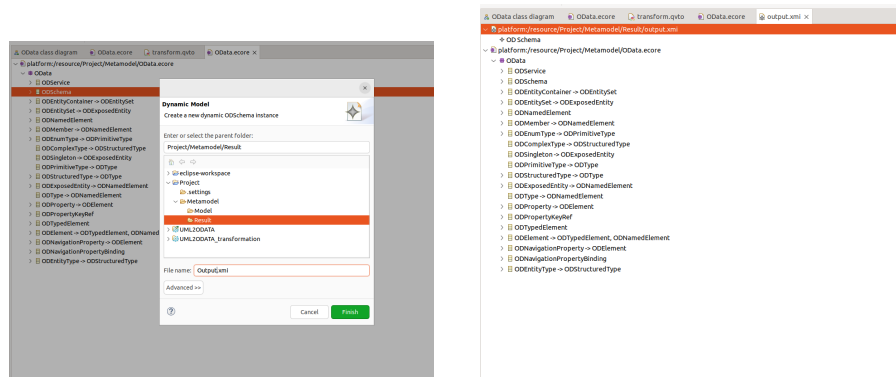 OData class diagram OData.ecore transform.qvto OData.ecore ×
platform:/resource/Project/Metamodel/OData.ecore
OData
ODService
ODSchema
ODEntityContainer -> ODEntitySet
ODEntitySet -> ODExposedEntity
ODNamedElement
ODMember -> ODNamedElement
ODEnumType -> ODPrimitiveType
ODComplexType -> ODStructuredType
ODSingleton -> ODExposedEntity
ODPrimitiveType -> ODType
ODStructuredType -> ODType
ODExposedEntity -> ODNamedElement
ODType -> ODNamedElement
ODProperty -> ODElement
ODPropertyKeyRef
ODTypedElement
ODElement -> ODTypedElement, ODNamed
ODNavigationProperty -> ODElement
ODNavigationPropertyBinding
ODEntityType -> ODStructuredType
Dynamic Model
Create a new dynamic ODSchema instance
Enter or select the parent folder:
Project/Metamodel/Result
eclipse-workspace
Project
.settings
Metamodel
Model
Result
UML2ODATA
UML2ODATA_transformation
File name: Output.xmi
Advanced >>
Cancel Finish
OData class diagram OData.ecore transform.qvto OData.ecore output.xmi ×
platform:/resource/Project/Metamodel/Result/output.xmi
OD Schema
platform:/resource/Project/Metamodel/OData.ecore
OData
ODService
ODSchema
ODEntityContainer -> ODEntitySet
ODEntitySet -> ODExposedEntity
ODNamedElement
ODMember -> ODNamedElement
ODEnumType -> ODPrimitiveType
ODComplexType -> ODStructuredType
ODSingleton -> ODExposedEntity
ODPrimitiveType -> ODType
ODStructuredType -> ODType
ODExposedEntity -> ODNamedElement
ODType -> ODNamedElement
ODProperty -> ODElement
ODPropertyKeyRef
ODTypedElement
ODElement -> ODTypedElement, ODNamedElement
ODNavigationProperty -> ODElement
ODNavigationPropertyBinding
ODEntityType -> ODStructuredType